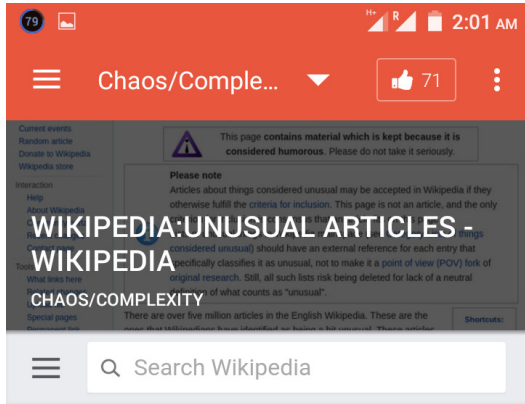 79
H+
R
2:01 AM
Chaos/Comple...
71
Current events
Random article
Donate to Wikipedia
Wikipedia store
Interaction
Help
About Wikipedia
This page contains material which is kept because it is
considered humorous. Please do not take it seriously.
Please note
Articles about things considered unusual may be accepted in Wikipedia if they
otherwise fulfill the criteria for inclusion. This page is not an article, and the only
things
considered unusual) should have an external reference for each entry that
specifically classifies it as unusual, not to make it a point of view (POV) fork of
original research. Still, all such lists risk being deleted for lack of a neutral
definition of what counts as "unusual".
WIKIPEDIA:UNUSUAL ARTICLES -
WIKIPEDIA
CHAOS/COMPLEXITY
What links here
Related changes
Special pages
Permanent link
There are over five million articles in the English Wikipedia. These are the
ones that Wikipedians have identified as being a bit unusual. These articles
Shortcuts:
Search Wikipedia